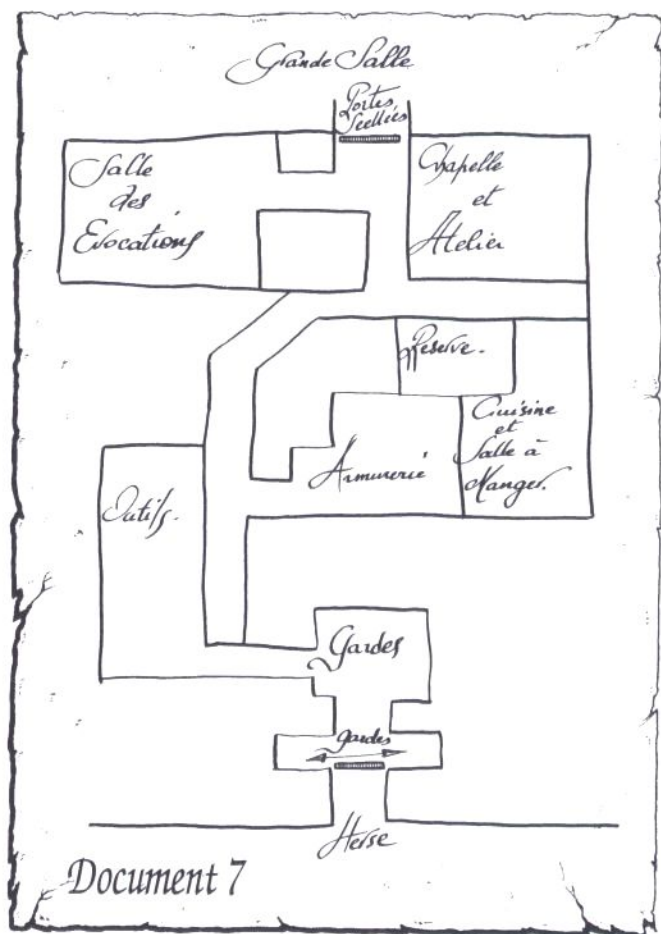 Grande Salle
Portes
Scellées
Salle
des
Evocations
Chapelle
et
Atelier
Réserve.
Cuisine
et
Salle à
Manger.
Armurerie
Outils.
Gardes
gardes
Herse
Document 7